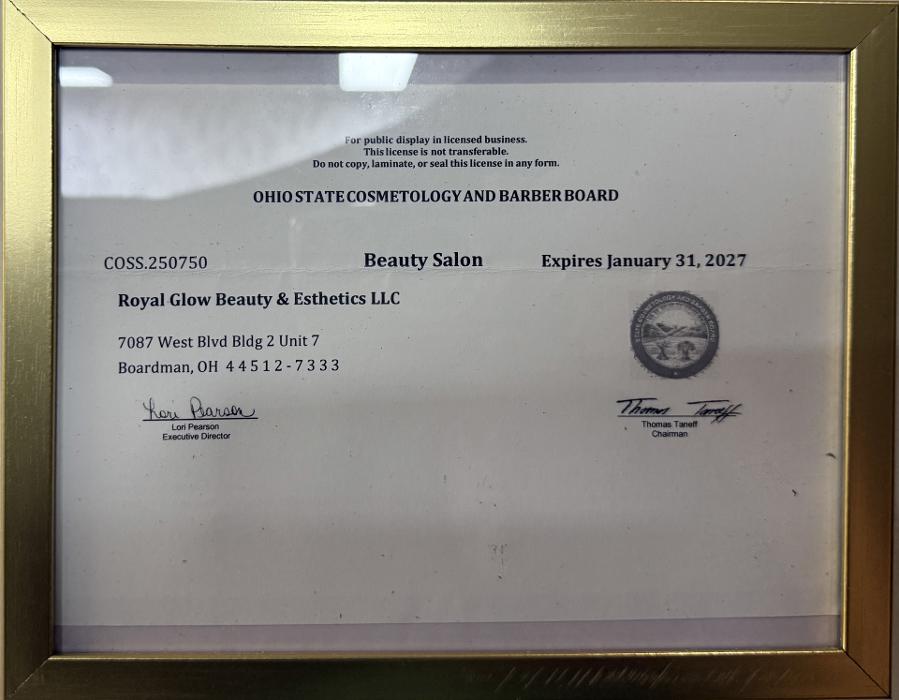 For public display in licensed business.
This license is not transferable.
Do not copy, laminate, or seal this license in any form.
OHIO STATE COSMETOLOGY AND BARBER BOARD
COSS.250750 Beauty Salon Expires January 31, 2027
Royal Glow Beauty & Esthetics LLC
7087 West Blvd Bldg 2 Unit 7
Boardman, OH 44512-7333
Lori Pearson Thomas Taneff
Lori Pearson Thomas Taneff
Executive Director Chairman